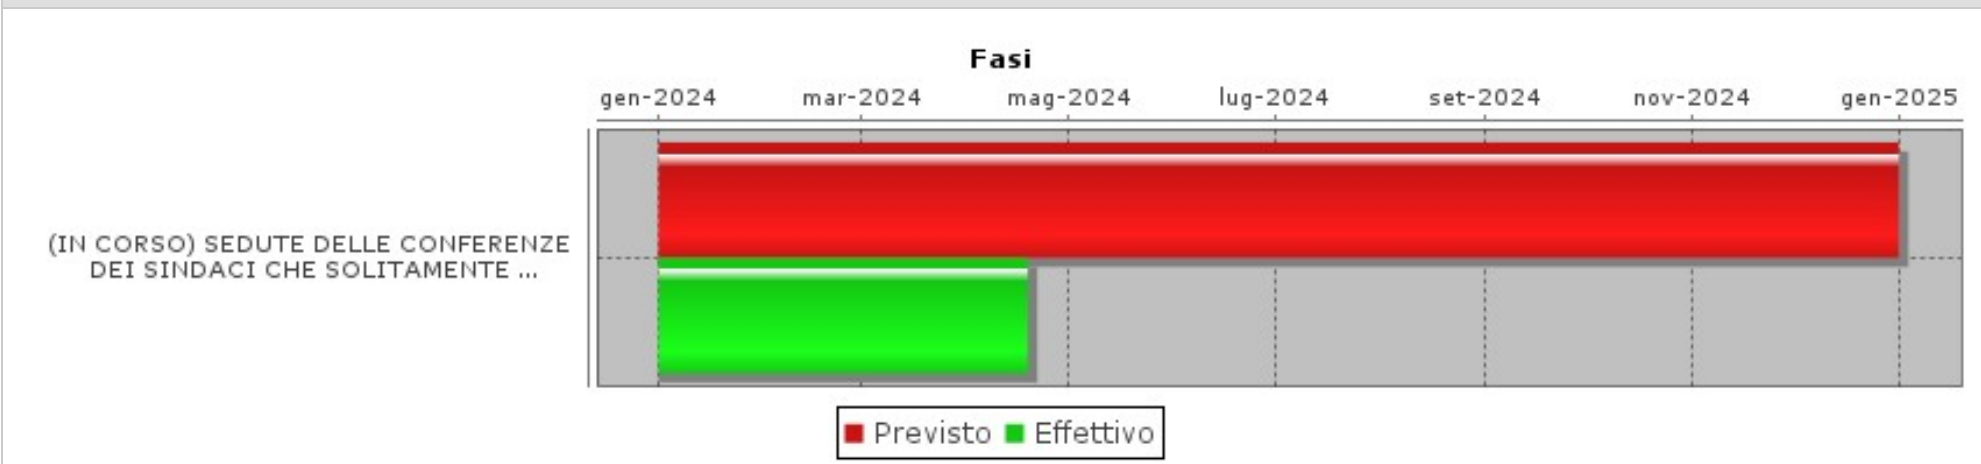 Fasi
gen-2024 mar-2024 mag-2024 lug-2024 set-2024 nov-2024 gen-2025
(IN CORSO) SEDUTE DELLE CONFERENZE
DEI SINDACI CHE SOLITAMENTE ...
Previsto Effettivo